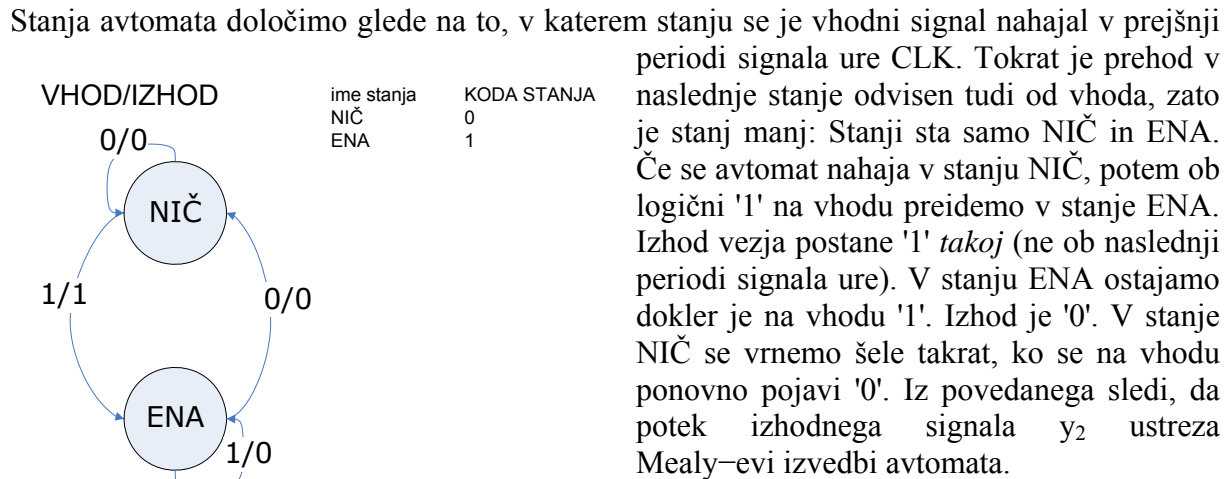 Stanja avtomata določimo glede na to, v katerem stanju se je vhodni signal nahajal v prejšnji
periodi signala ure CLK. Tokrat je prehod v
naslednje stanje odvisen tudi od vhoda, zato
je stanj manj: Stanji sta samo NIČ in ENA.
Če se avtomat nahaja v stanju NIČ, potem ob
logični '1' na vhodu preidemo v stanje ENA.
Izhod vezja postane '1' takoj (ne ob naslednji
periodi signala ure). V stanju ENA ostajamo
dokler je na vhodu '1'. Izhod je '0'. V stanje
NIČ se vrnemo šele takrat, ko se na vhodu
ponovno pojavi '0'. Iz povedanega sledi, da
potek izhodnega signala y₂ ustreza
Mealy−evi izvedbi avtomata.
VHOD/IZHOD
ime stanja KODA STANJA
NIČ 0
ENA 1
0/0
NIČ
1/1
0/0
ENA
1/0